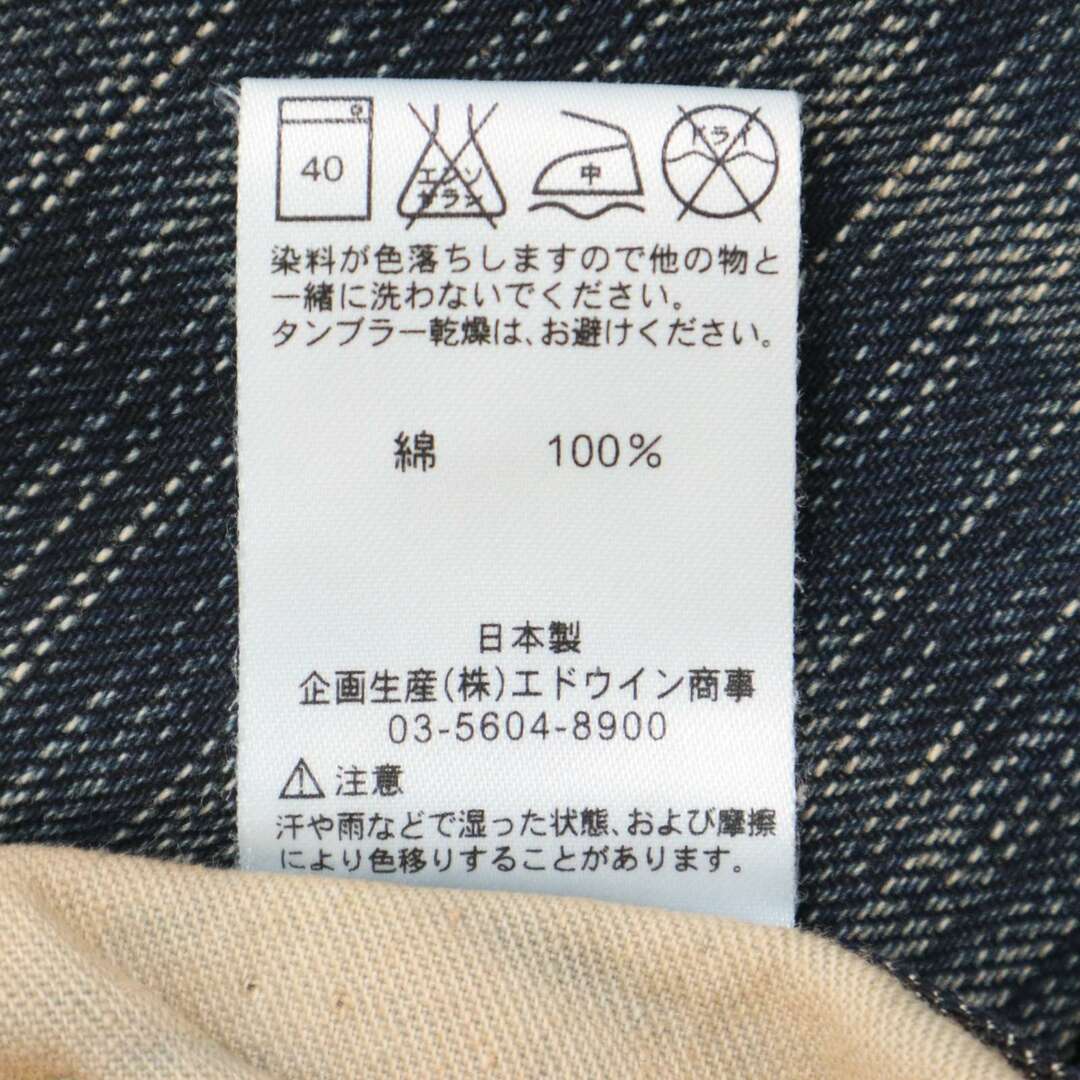 40
エンソ
サラシ
中
ドライ
染料が色落ちしますので他の物と
一緒に洗わないでください。
タンブラー乾燥は、お避けください。
綿 100%
日本製
企画生産(株)エドウイン商事
03-5604-8900
注意
汗や雨などで湿った状態、および摩擦
により色移りすることがあります。